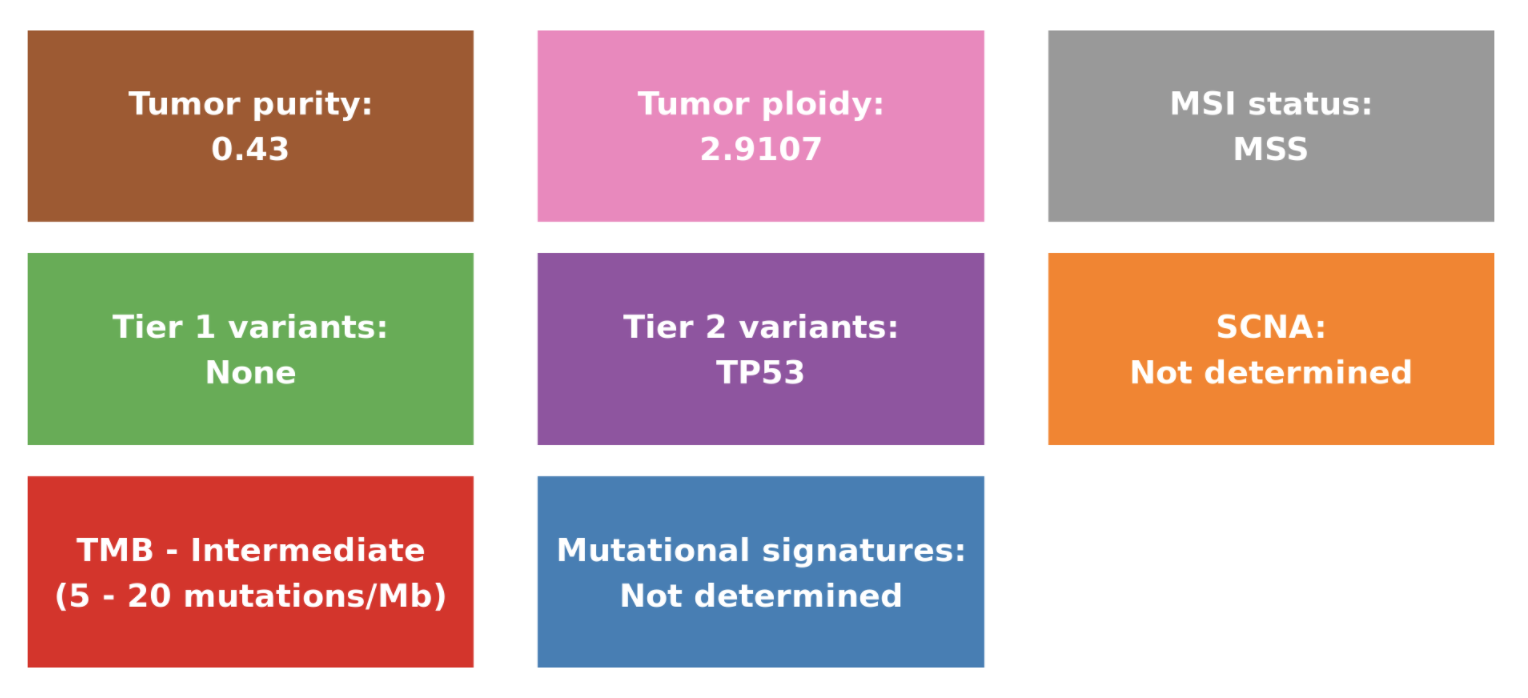 Tumor purity:
0.43
Tumor ploidy:
2.9107
MSI status:
MSS
Tier 1 variants:
None
Tier 2 variants:
TP53
SCNA:
Not determined
TMB - Intermediate
(5 - 20 mutations/Mb)
Mutational signatures:
Not determined